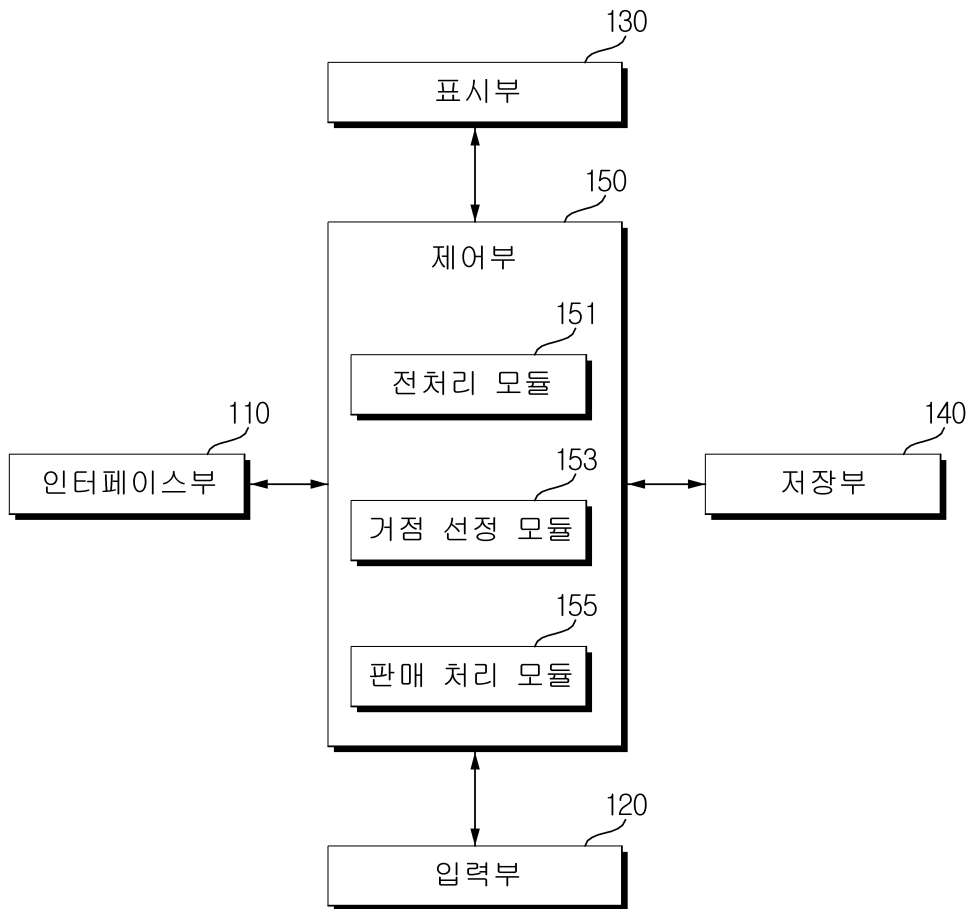 130
표시부
150
제어부
151
전처리 모듈
110
인터페이스부
153
거점 선정 모듈
140
저장부
155
판매 처리 모듈
120
입력부